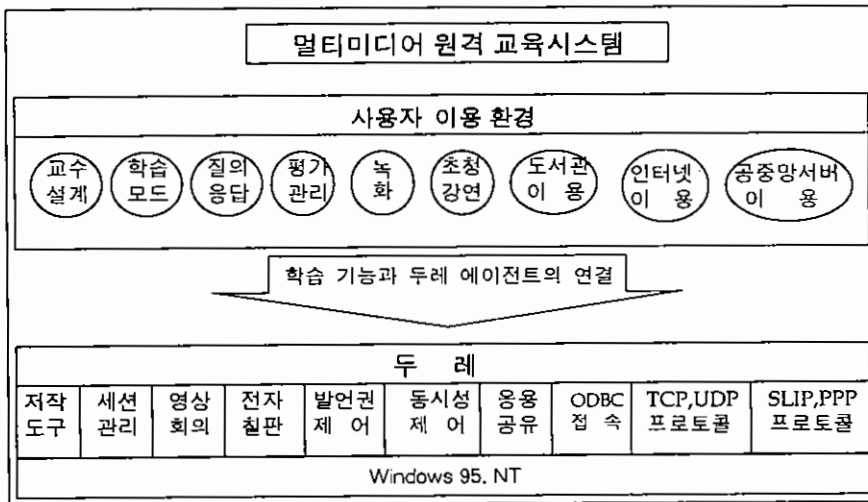 멀티미디어 원격 교육시스템
사용자 이용 환경
교수 학습 질의 평가 녹 초청 도서관 인터넷 공중망서버
설계 모드 응답 관리 화 강연 이 용 이 용 이 용
학습 기능과 두레 에이전트의 연결
두 레
저작 세션 영상 전자 발언권 동시성 응용 ODBC TCP,UDP SLIP,PPP
도구 관리 회의 칠판 제 어 제 어 공유 접 속 프로토콜 프로토콜
Windows 95. NT